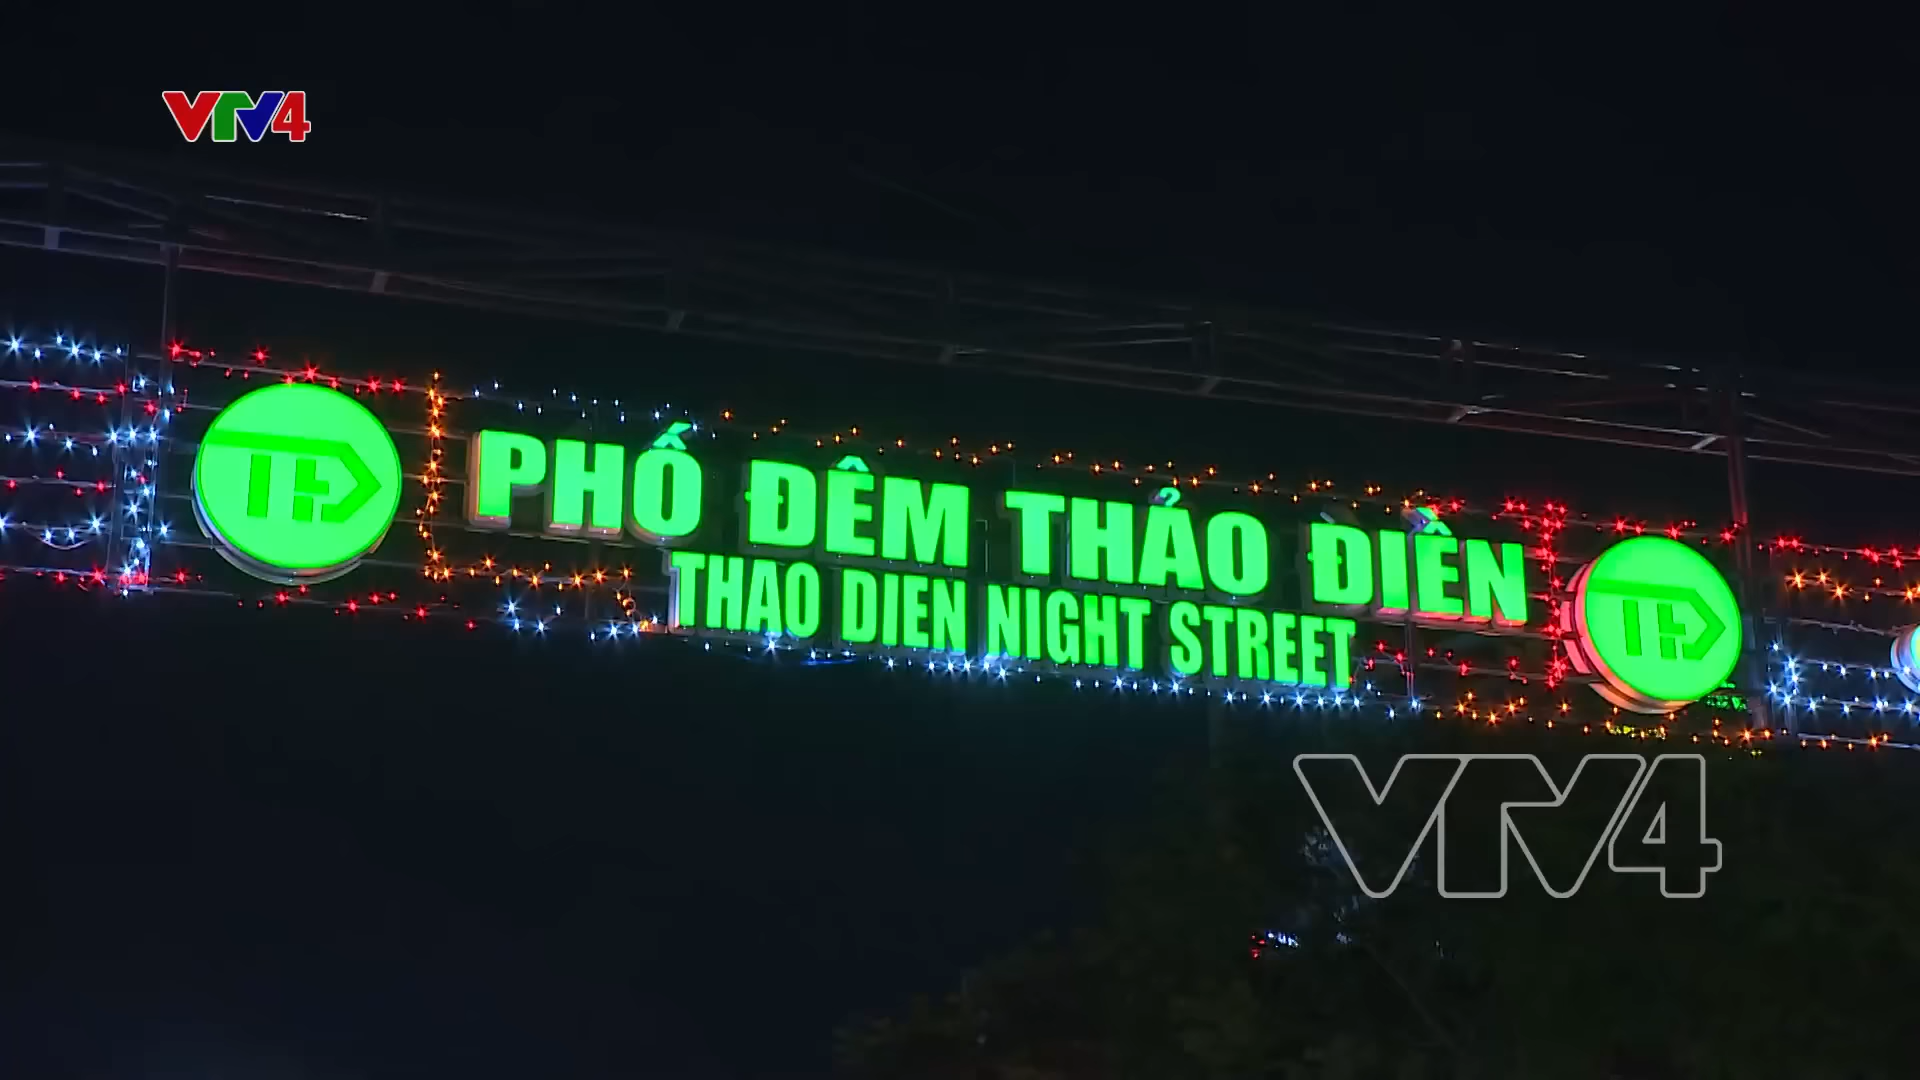 VTV4
PHỐ ĐÊM THẢO ĐIỀN
THAO DIEN NIGHT STREET
VTV4